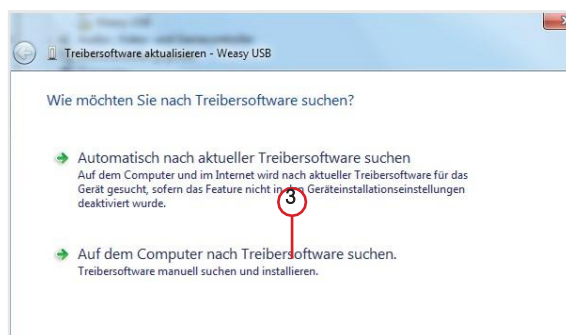 Weasy USB
Treibersoftware aktualisieren - Weasy USB
Wie möchten Sie nach Treibersoftware suchen?
Automatisch nach aktueller Treibersoftware suchen
Auf dem Computer und im Internet wird nach aktueller Treibersoftware für das
Gerät gesucht, sofern das Feature nicht in den Geräteinstallationseinstellungen
deaktiviert wurde.
3
Auf dem Computer nach Treibersoftware suchen.
Treibersoftware manuell suchen und installieren.